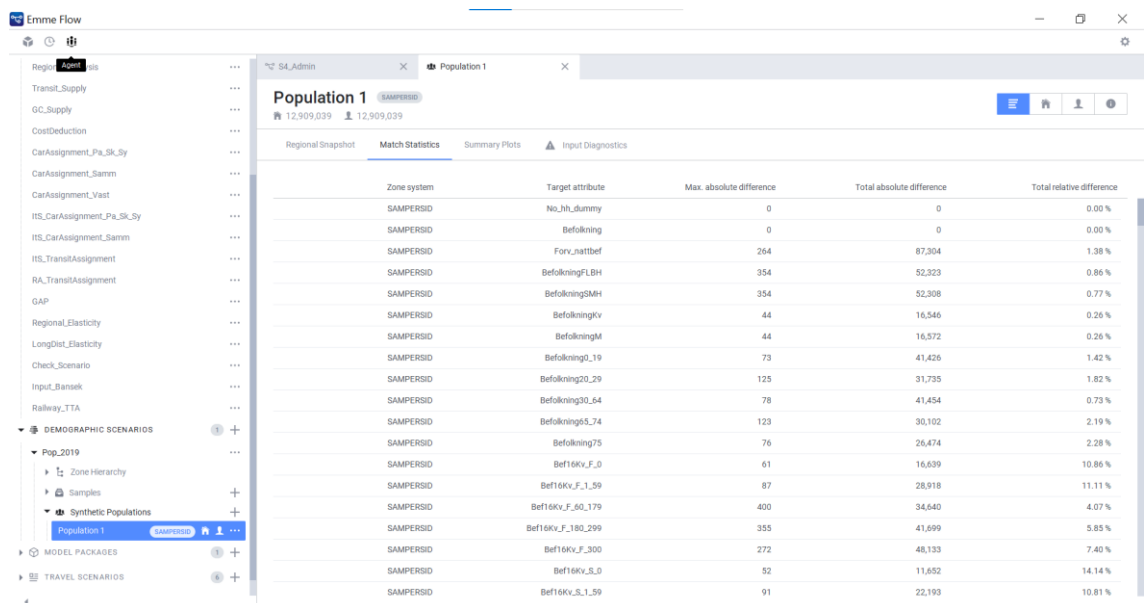 Emme Flow
Agent
Transit_Supply
GC_Supply
CostDeduction
CarAssignment_Pa_Sk_Sy
CarAssignment_Samm
CarAssignment_Vast
ItS_CarAssignment_Pa_Sk_Sy
ItS_CarAssignment_Samm
ItS_TransitAssignment
RA_TransitAssignment
GAP
Regional_Elasticity
LongDist_Elasticity
Check_Scenario
Input_Bansek
Railway_TTA
DEMOGRAPHIC SCENARIOS 1
Pop_2019
Zone Hierarchy
Samples
Synthetic Populations
Population 1 SAMPERSID
MODEL PACKAGES 1
TRAVEL SCENARIOS 6
S4_Admin Population 1
Population 1 SAMPERSID
12,909,039 12,909,039
Regional Snapshot Match Statistics Summary Plots Input Diagnostics
Zone system Target attribute Max. absolute difference Total absolute difference Total relative difference
SAMPERSID No_hh_dummy 0 0 0.00 %
SAMPERSID Befolkning 0 0 0.00 %
SAMPERSID Forv_nattbef 264 87,304 1.38 %
SAMPERSID BefolkningFLBH 354 52,323 0.86 %
SAMPERSID BefolkningSMH 354 52,308 0.77 %
SAMPERSID BefolkningKv 44 16,546 0.26 %
SAMPERSID BefolkningM 44 16,572 0.26 %
SAMPERSID Befolkning0_19 73 41,426 1.42 %
SAMPERSID Befolkning20_29 125 31,735 1.82 %
SAMPERSID Befolkning30_64 78 41,454 0.73 %
SAMPERSID Befolkning65_74 123 30,102 2.19 %
SAMPERSID Befolkning75 76 26,474 2.28 %
SAMPERSID Bef16Kv_F_0 61 16,639 10.86 %
SAMPERSID Bef16Kv_F_1_59 87 28,918 11.11 %
SAMPERSID Bef16Kv_F_60_179 400 34,640 4.07 %
SAMPERSID Bef16Kv_F_180_299 355 41,699 5.85 %
SAMPERSID Bef16Kv_F_300 272 48,133 7.40 %
SAMPERSID Bef16Kv_S_0 52 11,652 14.14 %
SAMPERSID Bef16Kv_S_1_59 91 22,193 10.81 %